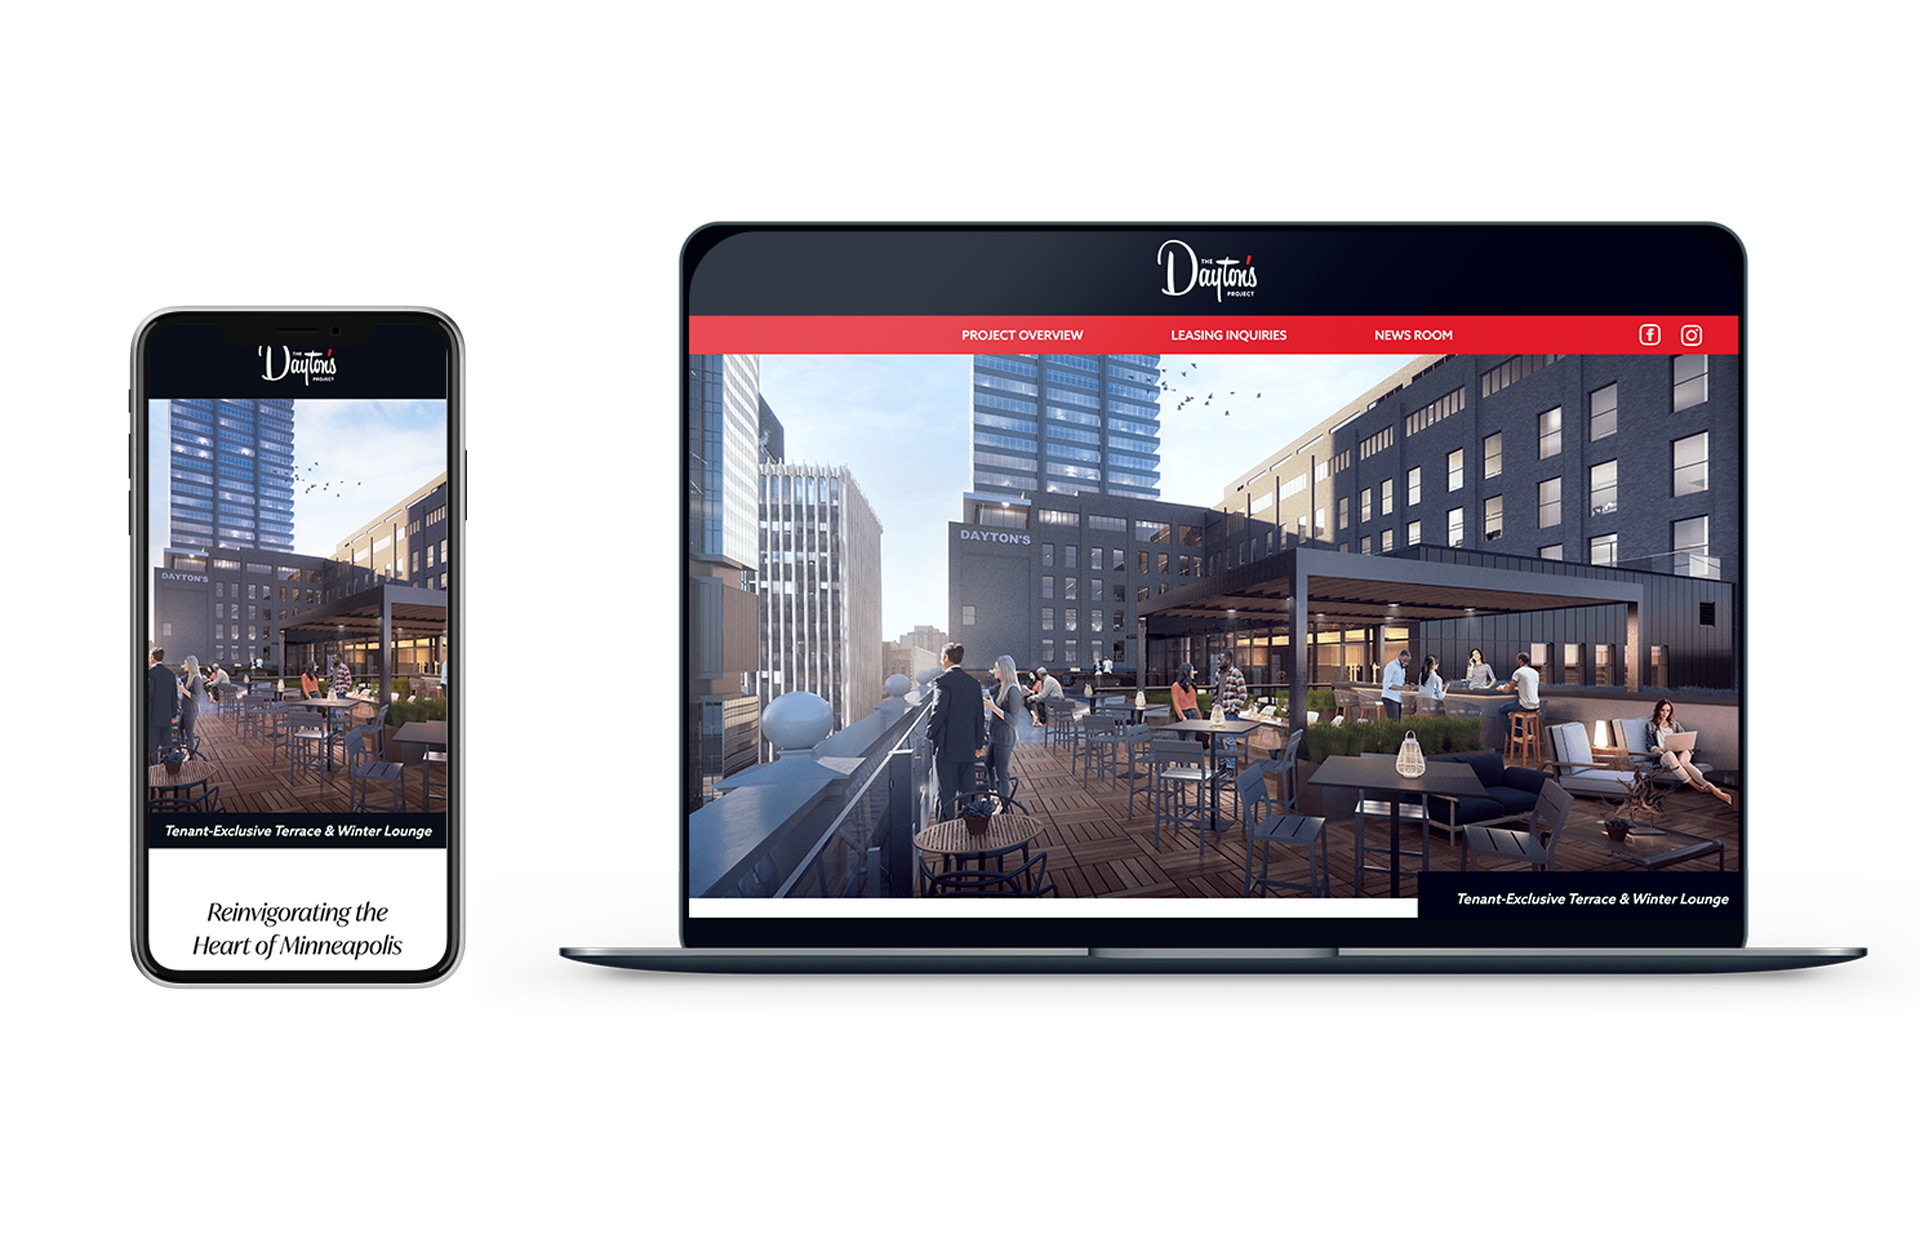 THE
Dayton's
PROJECT
DAYTON'S
Tenant-Exclusive Terrace & Winter Lounge
Reinvigorating the
Heart of Minneapolis
THE
Dayton's
PROJECT
PROJECT OVERVIEW LEASING INQUIRIES NEWS ROOM
DAYTON'S
Tenant-Exclusive Terrace & Winter Lounge